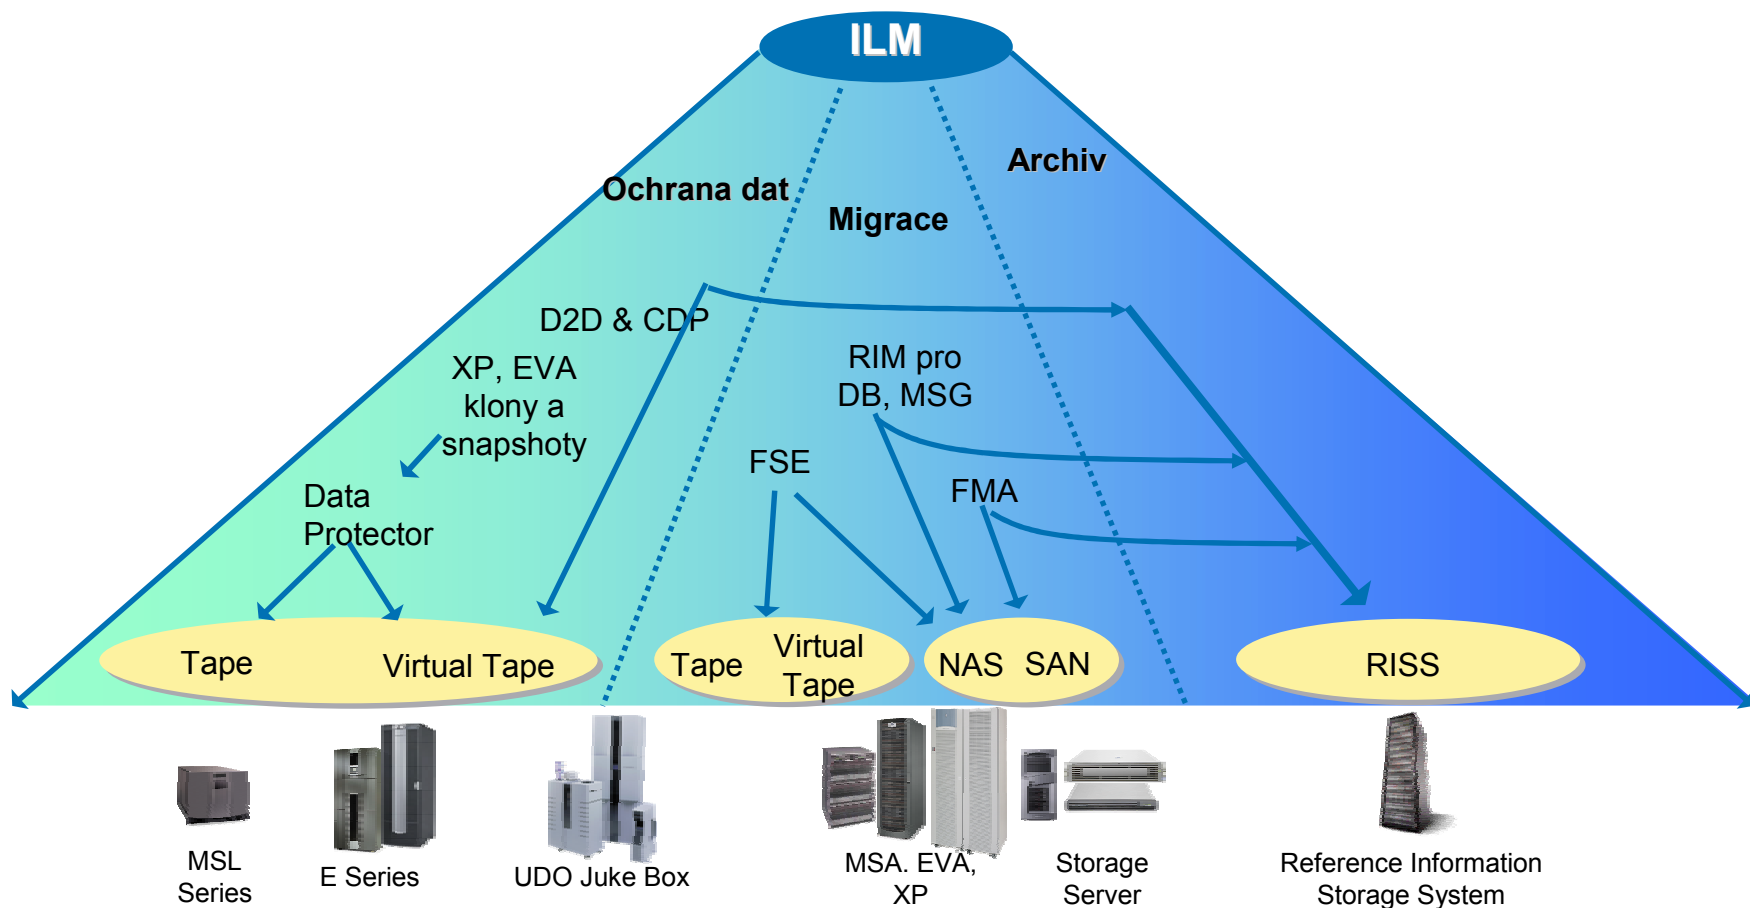 ILM
Archiv
Ochrana dat
Migrace
D2D & CDP
XP, EVA
klony a
snapshoty
RIM pro
DB, MSG
FSE
FMA
Data
Protector
Tape
Virtual Tape
Tape
Virtual
Tape
NAS
SAN
RISS
MSL
Series
E Series
UDO Juke Box
MSA. EVA,
XP
Storage
Server
Reference Information
Storage System